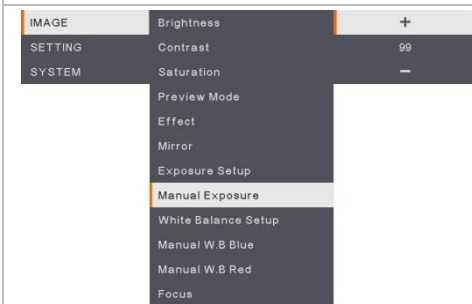 IMAGE
SETTING
SYSTEM
Brightness
Contrast
Saturation
Preview Mode
Effect
Mirror
Exposure Setup
Manual Exposure
White Balance Setup
Manual W.B Blue
Manual W.B Red
Focus
+
99
−